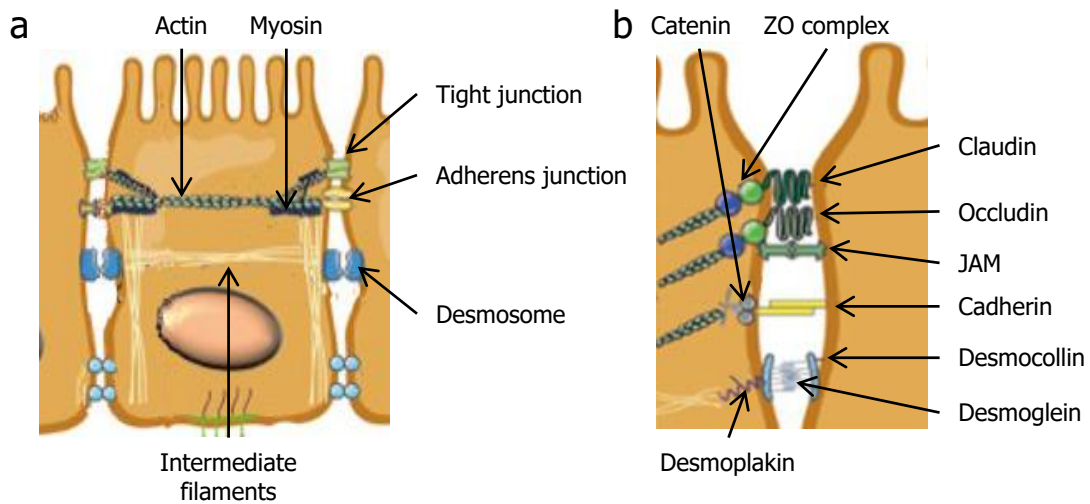 a
Actin
Myosin
Tight junction
Adherens junction
Desmosome
Intermediate
filaments
b
Catenin
ZO complex
Claudin
Occludin
JAM
Cadherin
Desmocollin
Desmoglein
Desmoplakin